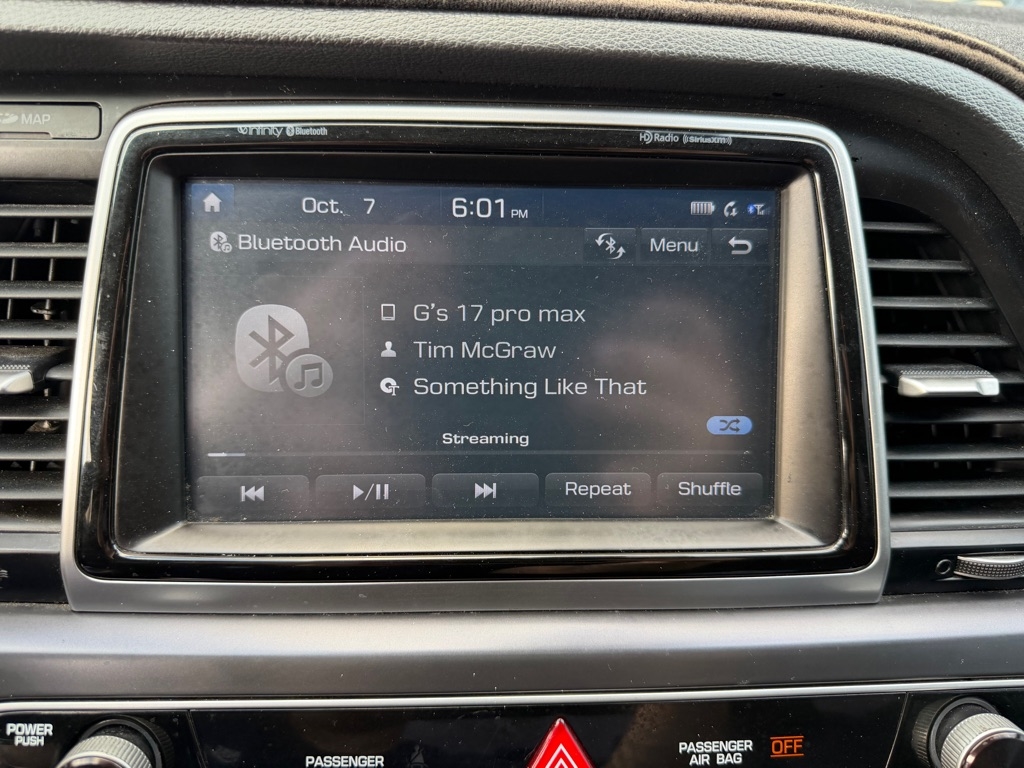 MAP
infinity Bluetooth
HD Radio ((SiriusXM))
Oct. 7 6:01 PM
Bluetooth Audio Menu
G's 17 pro max
Tim McGraw
Something Like That
Streaming
Repeat Shuffle
POWER
PUSH
PASSENGER
PASSENGER
AIR BAG
OFF